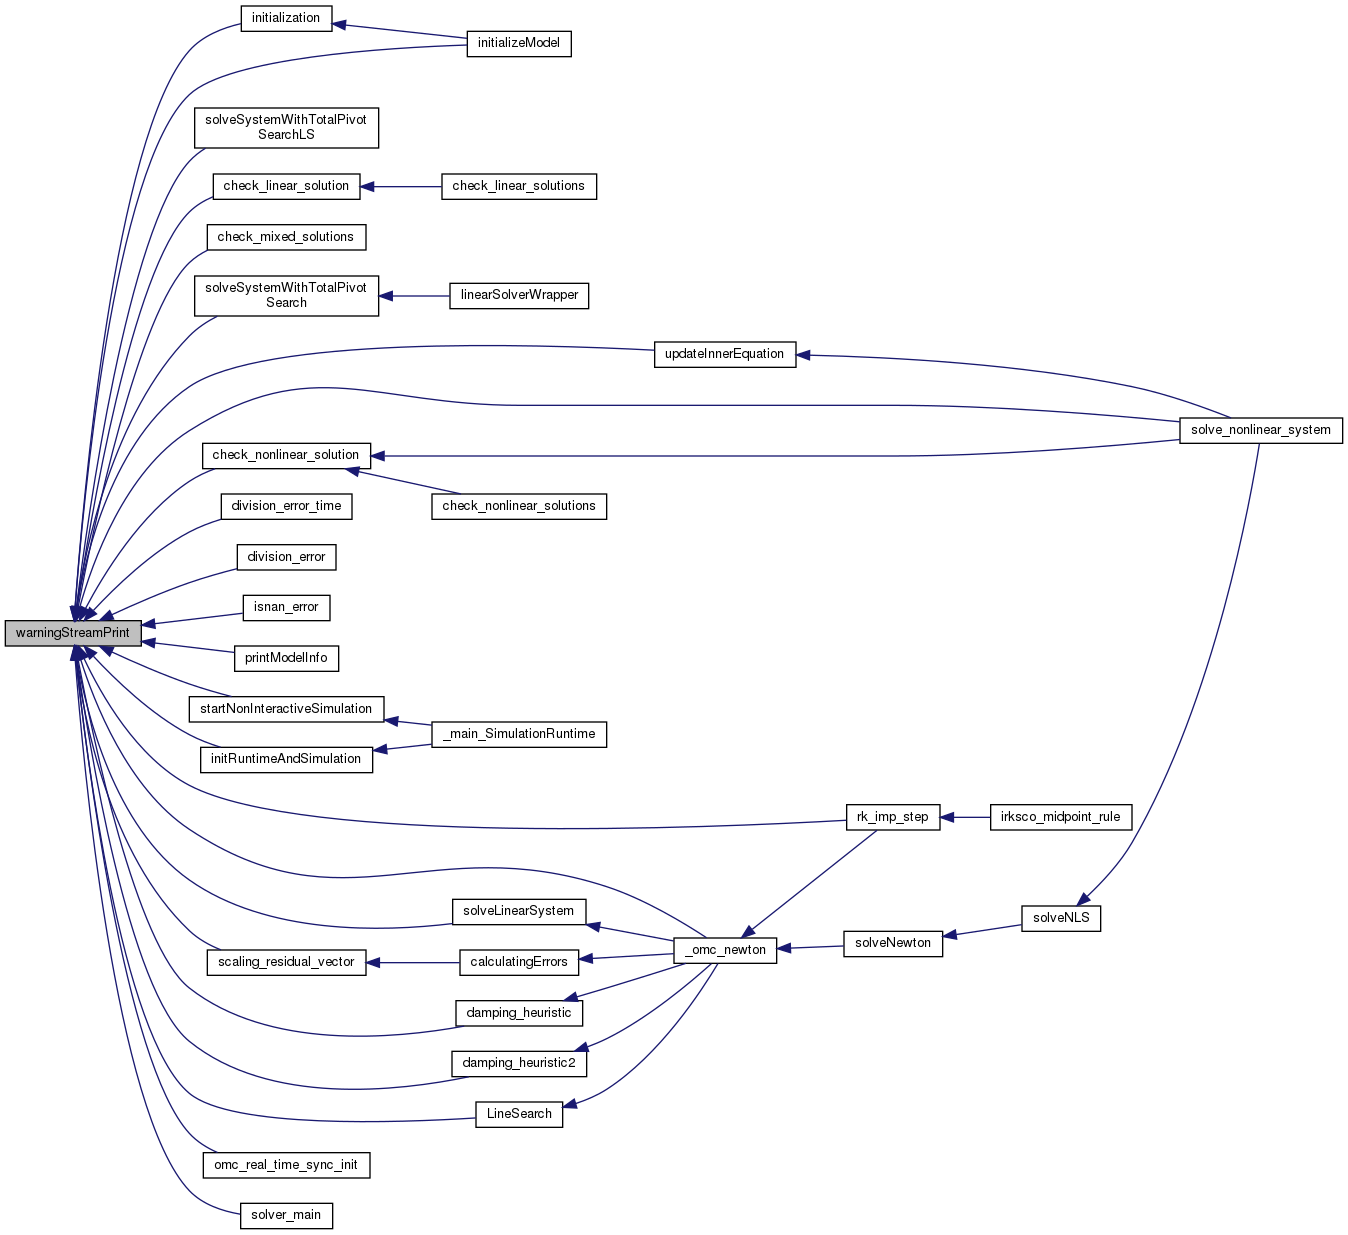 initialization
initializeModel
solveSystemWithTotalPivot
SearchLS
check_linear_solution
check_linear_solutions
check_mixed_solutions
solveSystemWithTotalPivot
Search
linearSolverWrapper
updateInnerEquation
solve_nonlinear_system
check_nonlinear_solution
check_nonlinear_solutions
division_error_time
division_error
isnan_error
warningStreamPrint
printModelInfo
startNonInteractiveSimulation
_main_SimulationRuntime
initRuntimeAndSimulation
rk_imp_step
irksco_midpoint_rule
solveLinearSystem
solveNLS
solveNewton
_omc_newton
scaling_residual_vector
calculatingErrors
damping_heuristic
damping_heuristic2
LineSearch
omc_real_time_sync_init
solver_main